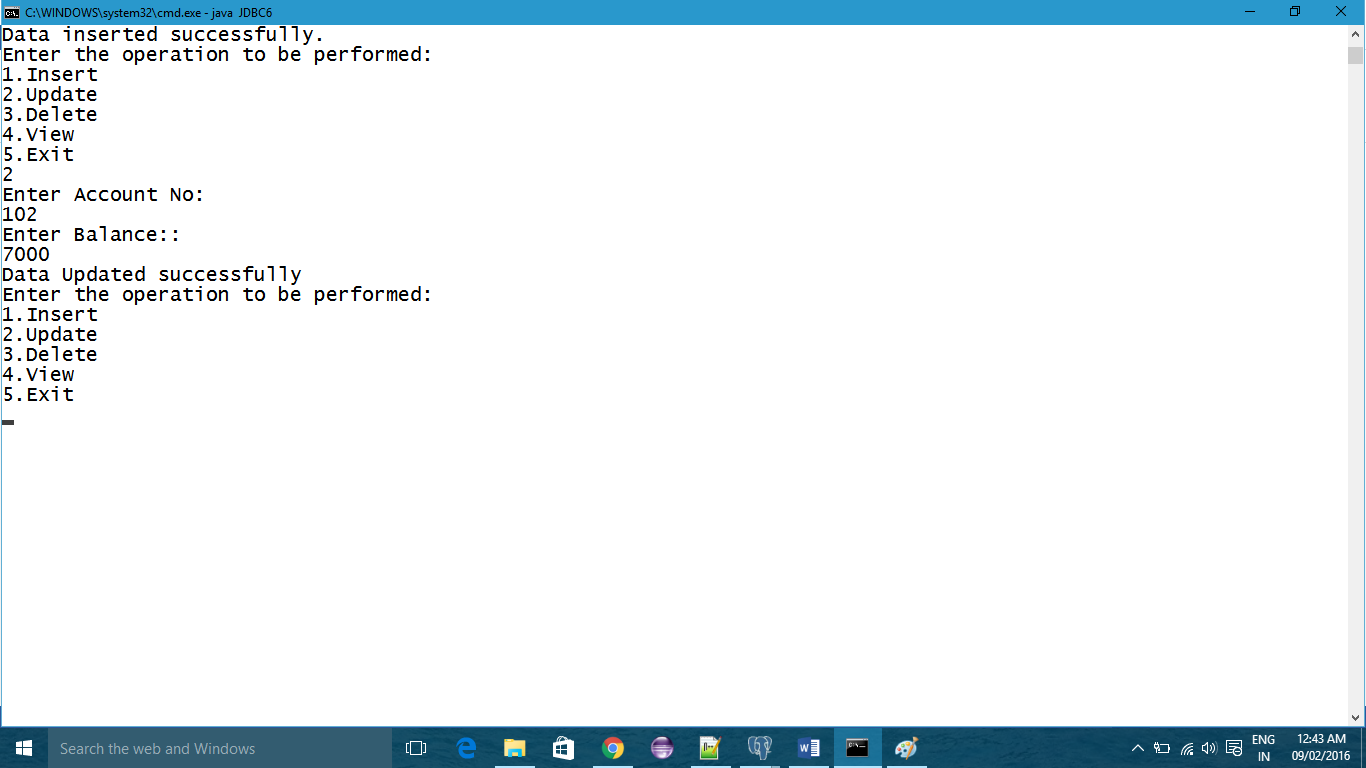 C:\WINDOWS\system32\cmd.exe - java JDBC6
Data inserted successfully.
Enter the operation to be performed:
1.Insert
2.Update
3.Delete
4.View
5.Exit
2
Enter Account No:
102
Enter Balance::
7000
Data Updated successfully
Enter the operation to be performed:
1.Insert
2.Update
3.Delete
4.View
5.Exit
Search the web and Windows
ENG
IN
12:43 AM
09/02/2016